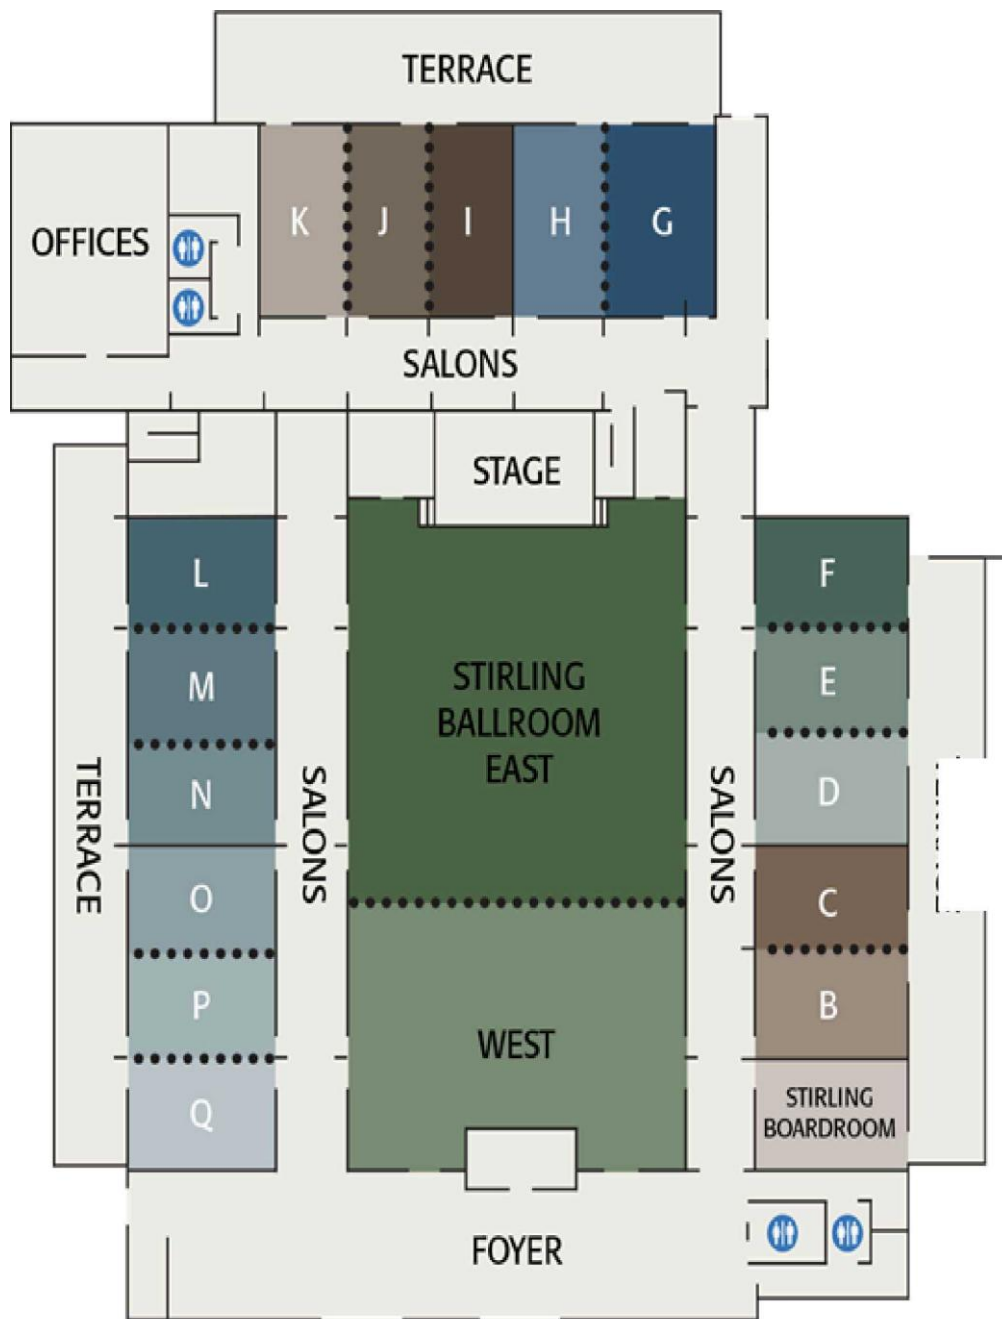 TERRACE
OFFICES
K
J
I
H
G
SALONS
STAGE
L
M
N
O
P
Q
TERRACE
SALONS
STIRLING
BALLROOM
EAST
WEST
SALONS
F
E
D
C
B
STIRLING
BOARDROOM
FOYER